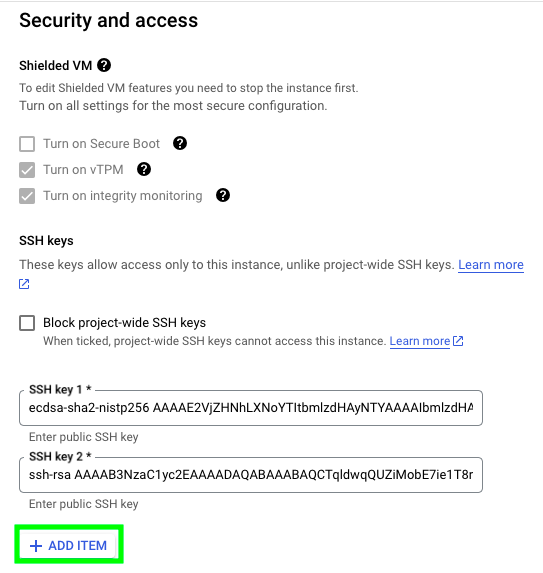 Security and access
Shielded VM
To edit Shielded VM features you need to stop the instance first.
Turn on all settings for the most secure configuration.
Turn on Secure Boot
Turn on vTPM
Turn on integrity monitoring
SSH keys
These keys allow access only to this instance, unlike project-wide SSH keys. Learn more
Block project-wide SSH keys
When ticked, project-wide SSH keys cannot access this instance. Learn more
SSH key 1 *
ecdsa-sha2-nistp256 AAAAE2VjZHNhLXNoYTItbmlzdHAyNTYAAAAIbmlzdHA
Enter public SSH key
SSH key 2 *
ssh-rsa AAAAB3NzaC1yc2EAAAADAQABAAABAQCTqldwqQUZiMobE7ie1T8r
Enter public SSH key
+ ADD ITEM